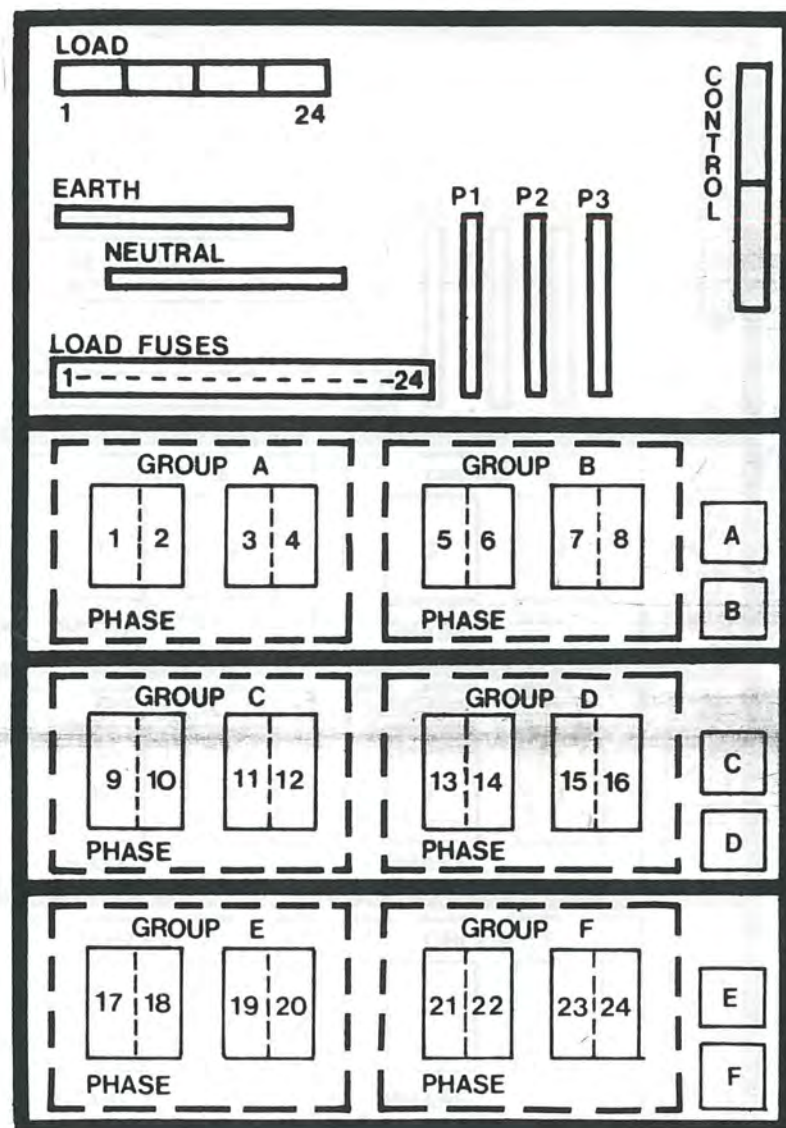 LOAD
1 24
CONTROL
EARTH
P1 P2 P3
NEUTRAL
LOAD FUSES
1- - - - - - - - - - - - -24
GROUP A
GROUP B
1 2 3 4
5 6 7 8
A
B
PHASE
PHASE
GROUP C
GROUP D
9 10 11 12
13 14 15 16
C
D
PHASE
PHASE
GROUP E
GROUP F
17 18 19 20
21 22 23 24
E
F
PHASE
PHASE